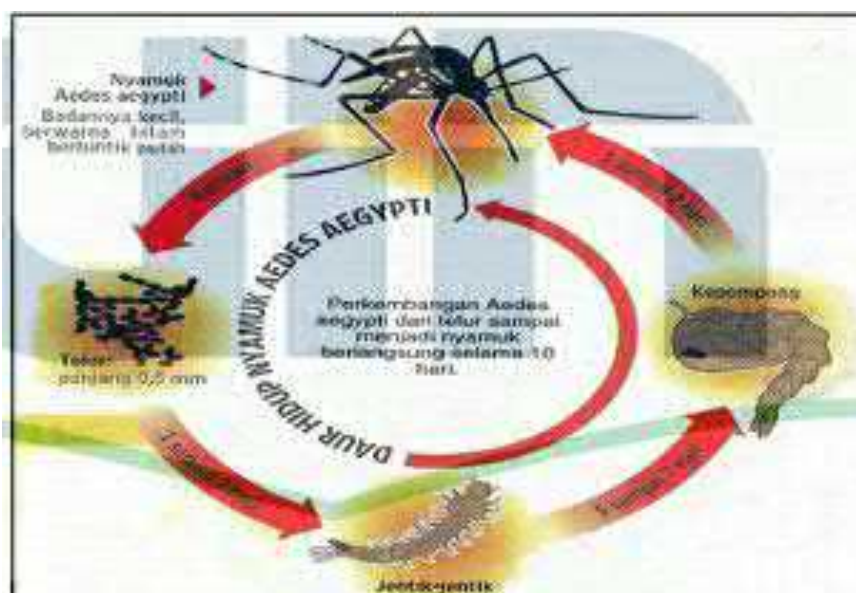 Nyamuk
Aedes aegypti
Badannya kecil,
berwarna hitam
berbintik putih
DAUR HIDUP NYAMUK AEDES AEGYPTI
Perkembangan Aedes
aegypti dari telur sampai
menjadi nyamuk
berlangsung selama 10
hari.
Kepompong
Telur:
panjang 0,5 mm
Jentik-jentik